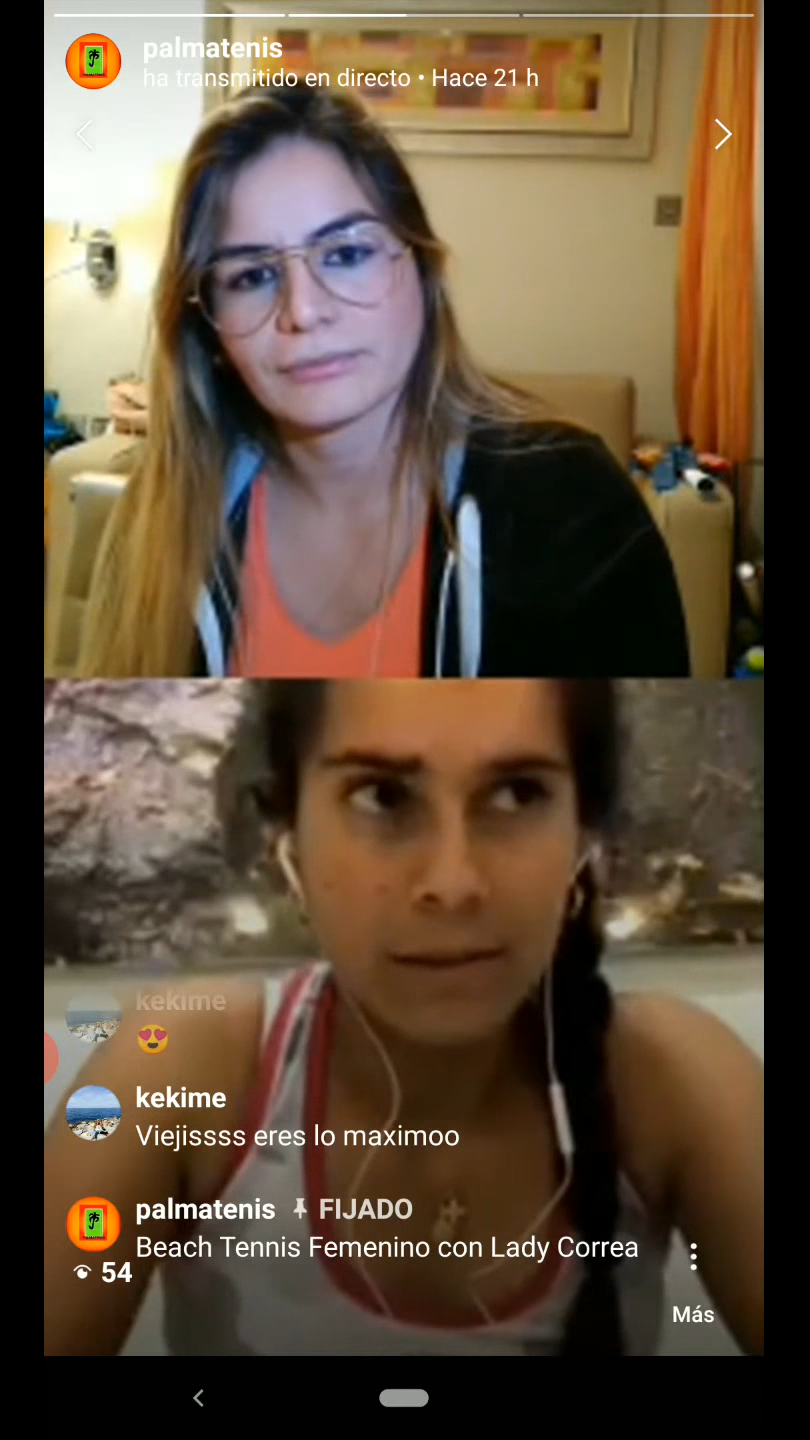 palmatenis
ha transmitido en directo • Hace 21 h
kekime
😍
kekime
Viejissss eres lo maximoo
palmatenis FIJADO
Beach Tennis Femenino con Lady Correa
54
Más